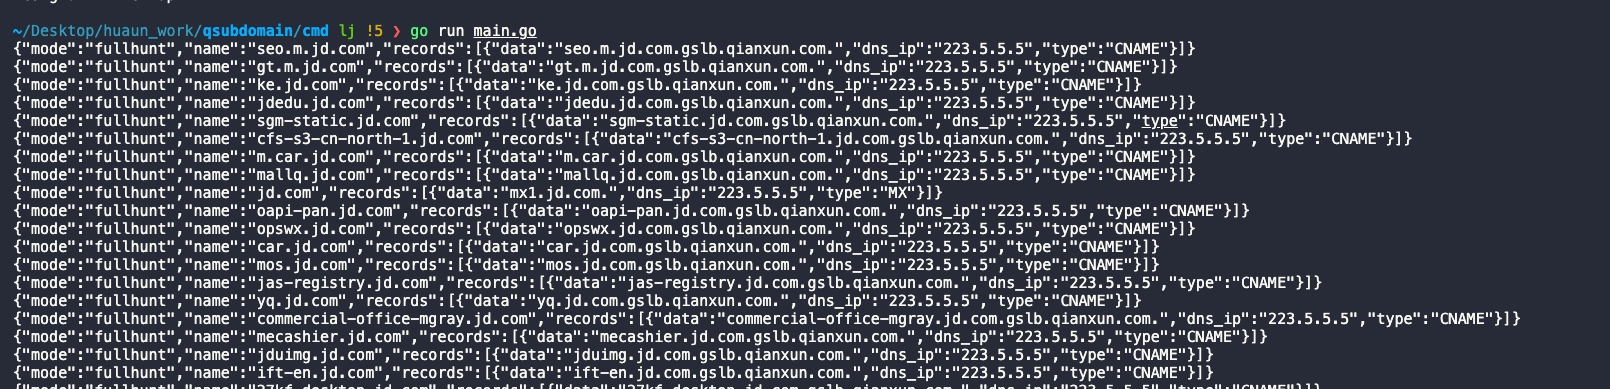 ~/Desktop/huaun_work/qsubdomain/cmd lj !5 ❯ go run main.go
{"mode":"fullhunt","name":"seo.m.jd.com","records":[{"data":"seo.m.jd.com.gslb.qianxun.com.","dns_ip":"223.5.5.5","type":"CNAME"}]}
{"mode":"fullhunt","name":"gt.m.jd.com","records":[{"data":"gt.m.jd.com.gslb.qianxun.com.","dns_ip":"223.5.5.5","type":"CNAME"}]}
{"mode":"fullhunt","name":"ke.jd.com","records":[{"data":"ke.jd.com.gslb.qianxun.com.","dns_ip":"223.5.5.5","type":"CNAME"}]}
{"mode":"fullhunt","name":"jdedu.jd.com","records":[{"data":"jdedu.jd.com.gslb.qianxun.com.","dns_ip":"223.5.5.5","type":"CNAME"}]}
{"mode":"fullhunt","name":"sgm-static.jd.com","records":[{"data":"sgm-static.jd.com.gslb.qianxun.com.","dns_ip":"223.5.5.5","type":"CNAME"}]}
{"mode":"fullhunt","name":"cfs-s3-cn-north-1.jd.com","records":[{"data":"cfs-s3-cn-north-1.jd.com.gslb.qianxun.com.","dns_ip":"223.5.5.5","type":"CNAME"}]}
{"mode":"fullhunt","name":"m.car.jd.com","records":[{"data":"m.car.jd.com.gslb.qianxun.com.","dns_ip":"223.5.5.5","type":"CNAME"}]}
{"mode":"fullhunt","name":"mallq.jd.com","records":[{"data":"mallq.jd.com.gslb.qianxun.com.","dns_ip":"223.5.5.5","type":"CNAME"}]}
{"mode":"fullhunt","name":"jd.com","records":[{"data":"mx1.jd.com.","dns_ip":"223.5.5.5","type":"MX"}]}
{"mode":"fullhunt","name":"oapi-pan.jd.com","records":[{"data":"oapi-pan.jd.com.gslb.qianxun.com.","dns_ip":"223.5.5.5","type":"CNAME"}]}
{"mode":"fullhunt","name":"opswx.jd.com","records":[{"data":"opswx.jd.com.gslb.qianxun.com.","dns_ip":"223.5.5.5","type":"CNAME"}]}
{"mode":"fullhunt","name":"car.jd.com","records":[{"data":"car.jd.com.gslb.qianxun.com.","dns_ip":"223.5.5.5","type":"CNAME"}]}
{"mode":"fullhunt","name":"mos.jd.com","records":[{"data":"mos.jd.com.gslb.qianxun.com.","dns_ip":"223.5.5.5","type":"CNAME"}]}
{"mode":"fullhunt","name":"jas-registry.jd.com","records":[{"data":"jas-registry.jd.com.gslb.qianxun.com.","dns_ip":"223.5.5.5","type":"CNAME"}]}
{"mode":"fullhunt","name":"yq.jd.com","records":[{"data":"yq.jd.com.gslb.qianxun.com.","dns_ip":"223.5.5.5","type":"CNAME"}]}
{"mode":"fullhunt","name":"commercial-office-mgray.jd.com","records":[{"data":"commercial-office-mgray.jd.com.gslb.qianxun.com.","dns_ip":"223.5.5.5","type":"CNAME"}]}
{"mode":"fullhunt","name":"mecashier.jd.com","records":[{"data":"mecashier.jd.com.gslb.qianxun.com.","dns_ip":"223.5.5.5","type":"CNAME"}]}
{"mode":"fullhunt","name":"jduimg.jd.com","records":[{"data":"jduimg.jd.com.gslb.qianxun.com.","dns_ip":"223.5.5.5","type":"CNAME"}]}
{"mode":"fullhunt","name":"ift-en.jd.com","records":[{"data":"ift-en.jd.com.gslb.qianxun.com.","dns_ip":"223.5.5.5","type":"CNAME"}]}